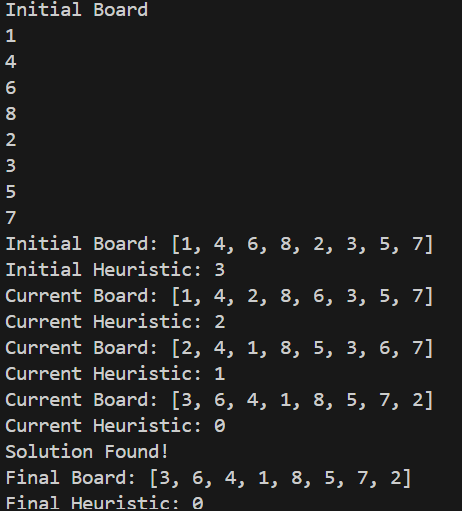 Initial Board
1
4
6
8
2
3
5
7
Initial Board: [1, 4, 6, 8, 2, 3, 5, 7]
Initial Heuristic: 3
Current Board: [1, 4, 2, 8, 6, 3, 5, 7]
Current Heuristic: 2
Current Board: [2, 4, 1, 8, 5, 3, 6, 7]
Current Heuristic: 1
Current Board: [3, 6, 4, 1, 8, 5, 7, 2]
Current Heuristic: 0
Solution Found!
Final Board: [3, 6, 4, 1, 8, 5, 7, 2]
Final Heuristic: 0